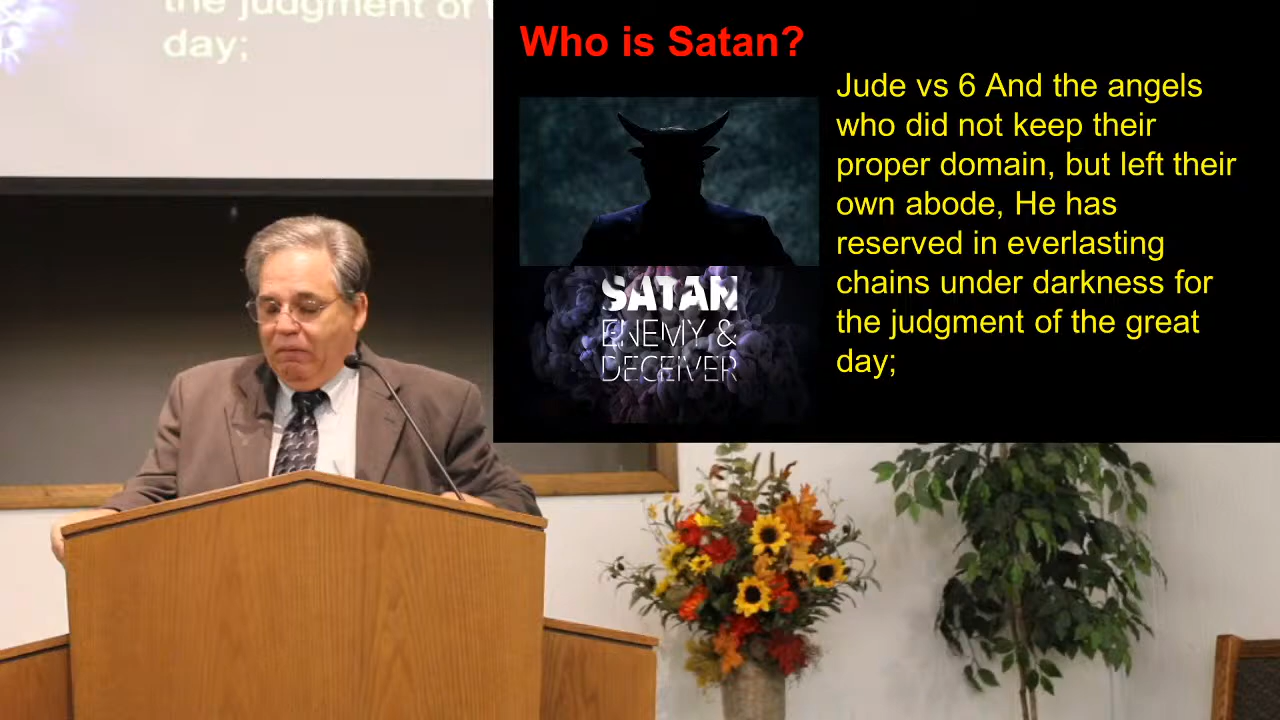 the judgment of t
day;
Who is Satan?
Jude vs 6 And the angels
who did not keep their
proper domain, but left their
own abode, He has
reserved in everlasting
chains under darkness for
the judgment of the great
day;
SATAN
ENEMY &
DECEIVER